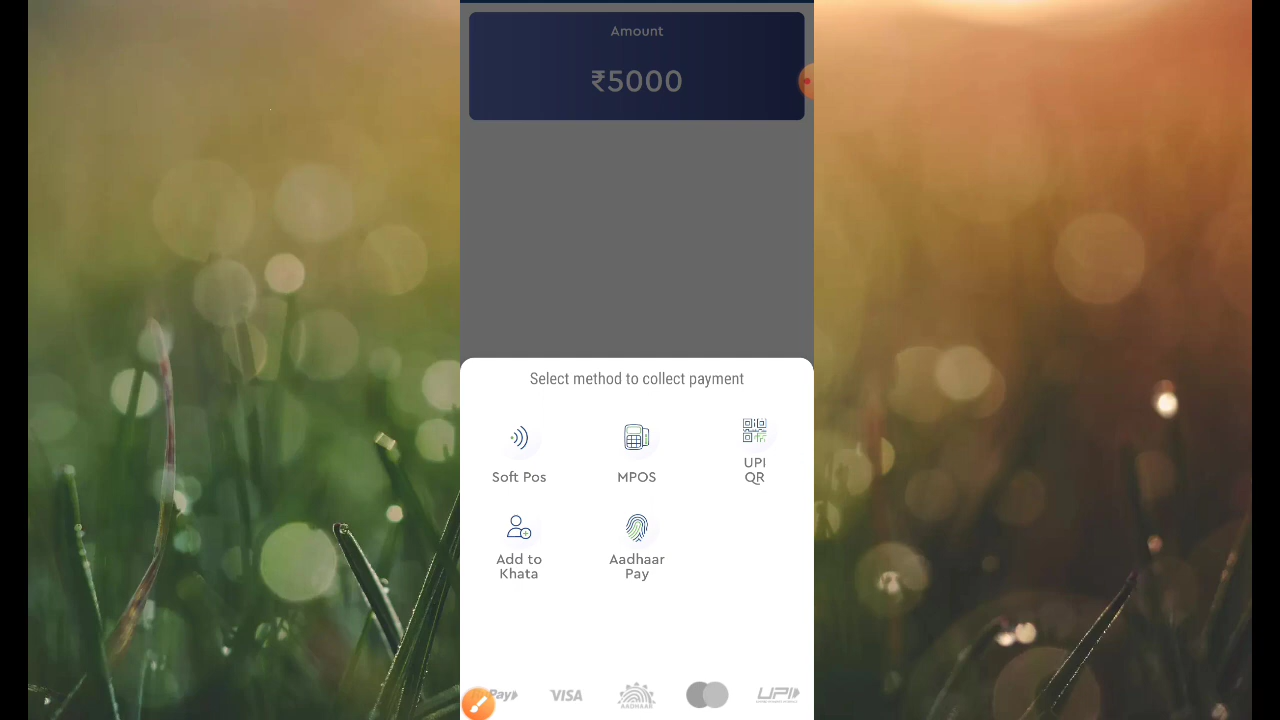 Amount
₹5000
Select method to collect payment
Soft Pos
MPOS
UPI
QR
Add to
Khata
Aadhaar
Pay
Pay
VISA
AADHAAR
UPI